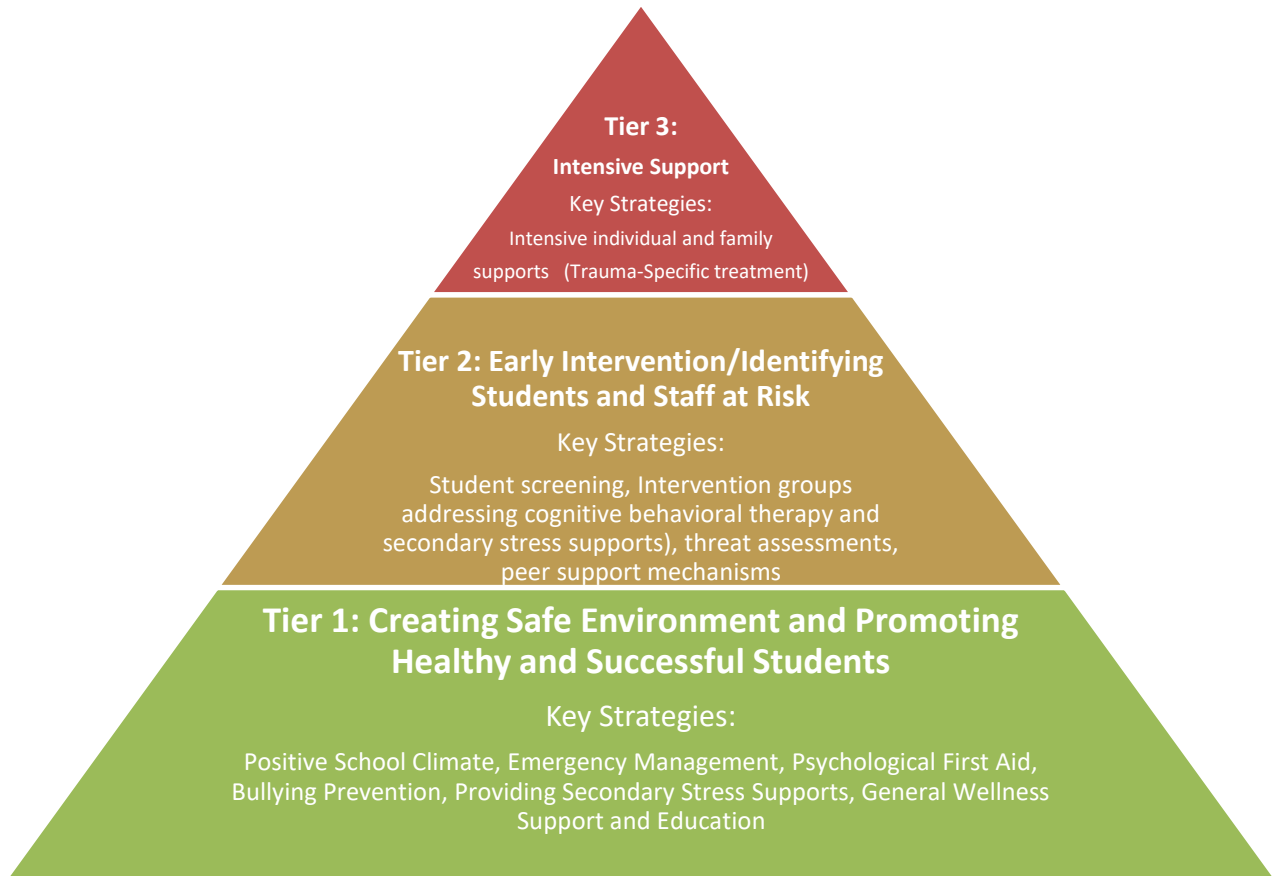 Tier 3:
Intensive Support
Key Strategies:
Intensive individual and family
supports (Trauma-Specific treatment)
Tier 2: Early Intervention/Identifying
Students and Staff at Risk
Key Strategies:
Student screening, Intervention groups
addressing cognitive behavioral therapy and
secondary stress supports), threat assessments,
peer support mechanisms
Tier 1: Creating Safe Environment and Promoting
Healthy and Successful Students
Key Strategies:
Positive School Climate, Emergency Management, Psychological First Aid,
Bullying Prevention, Providing Secondary Stress Supports, General Wellness
Support and Education